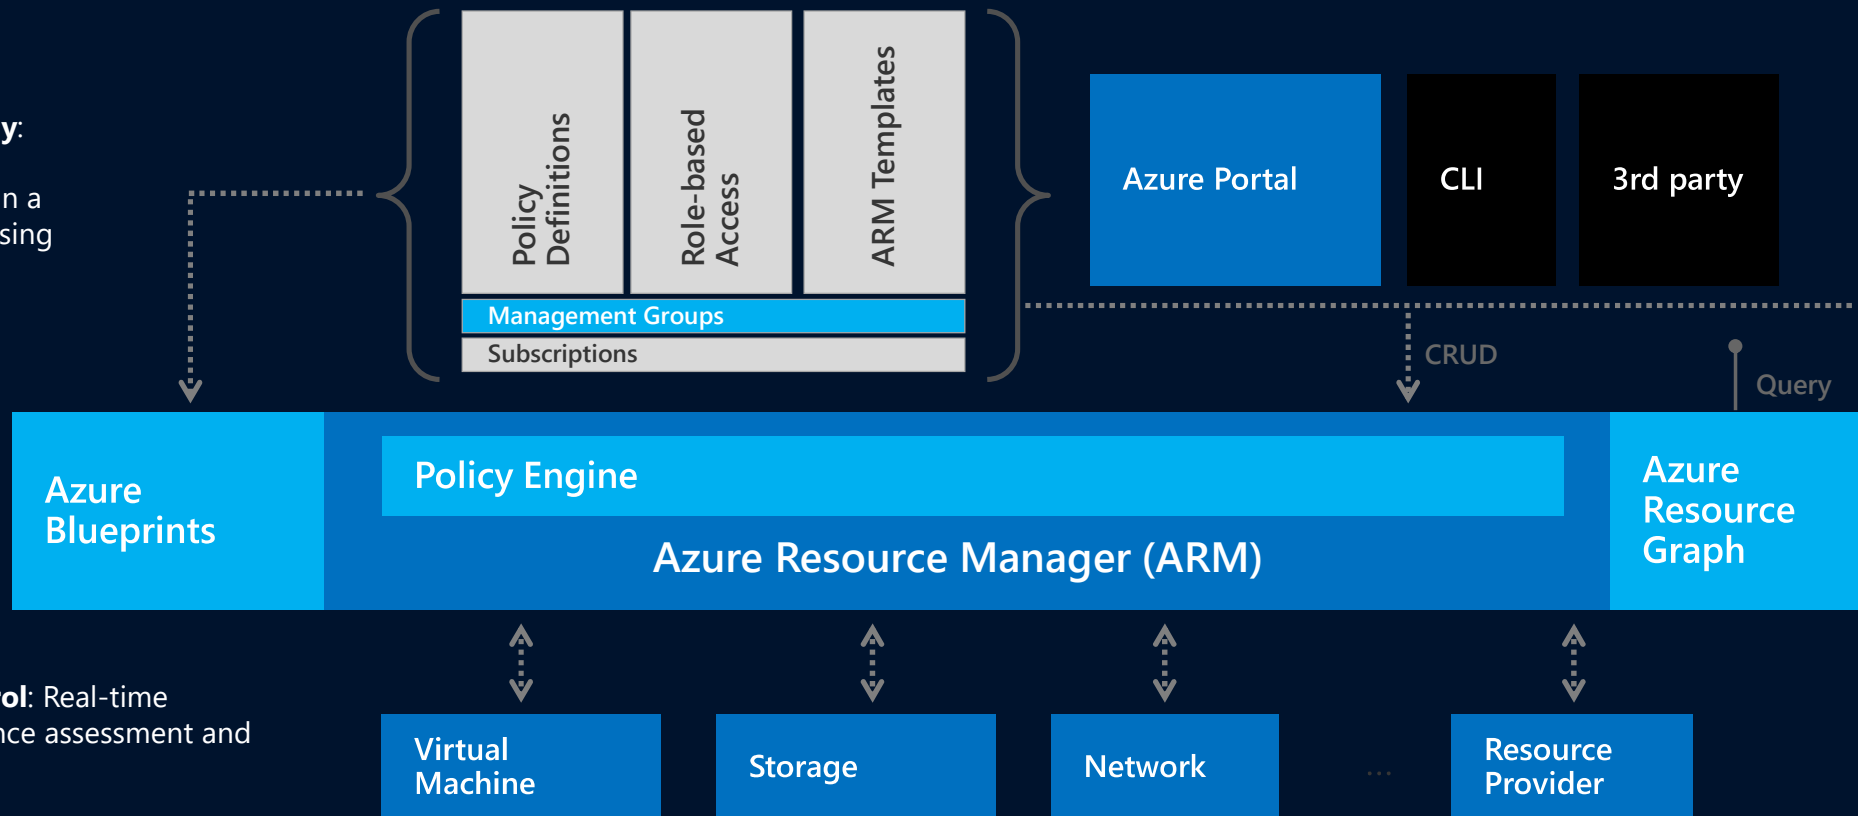 Policy
Definitions
Role-based
Access
ARM Templates
Management Groups
Subscriptions
Azure Portal
CLI
3rd party
y:
n a
sing
CRUD
Query
Azure
Blueprints
Policy Engine
Azure Resource Manager (ARM)
Azure
Resource
Graph
ol: Real-time
nce assessment and
Virtual
Machine
Storage
Network
...
Resource
Provider